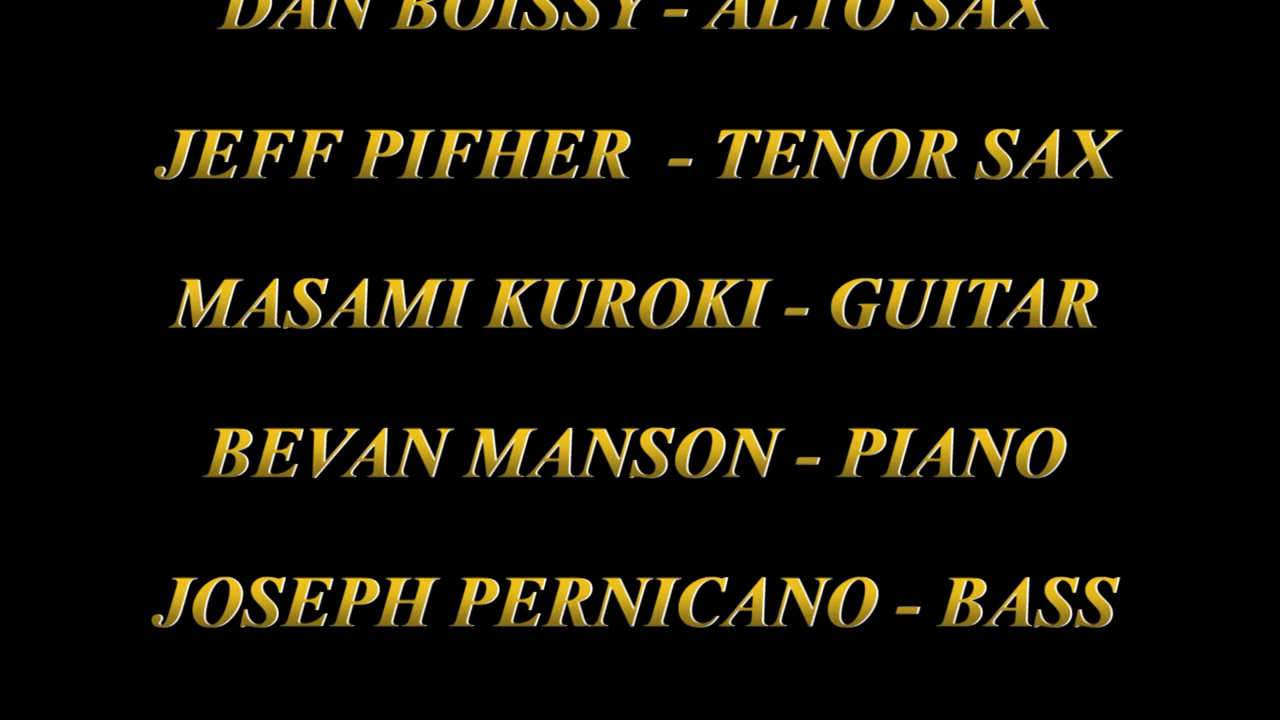 DAN BOISSY - ALTO SAX
JEFF PIFHER - TENOR SAX
MASAMI KUROKI - GUITAR
BEVAN MANSON - PIANO
JOSEPH PERNICANO - BASS